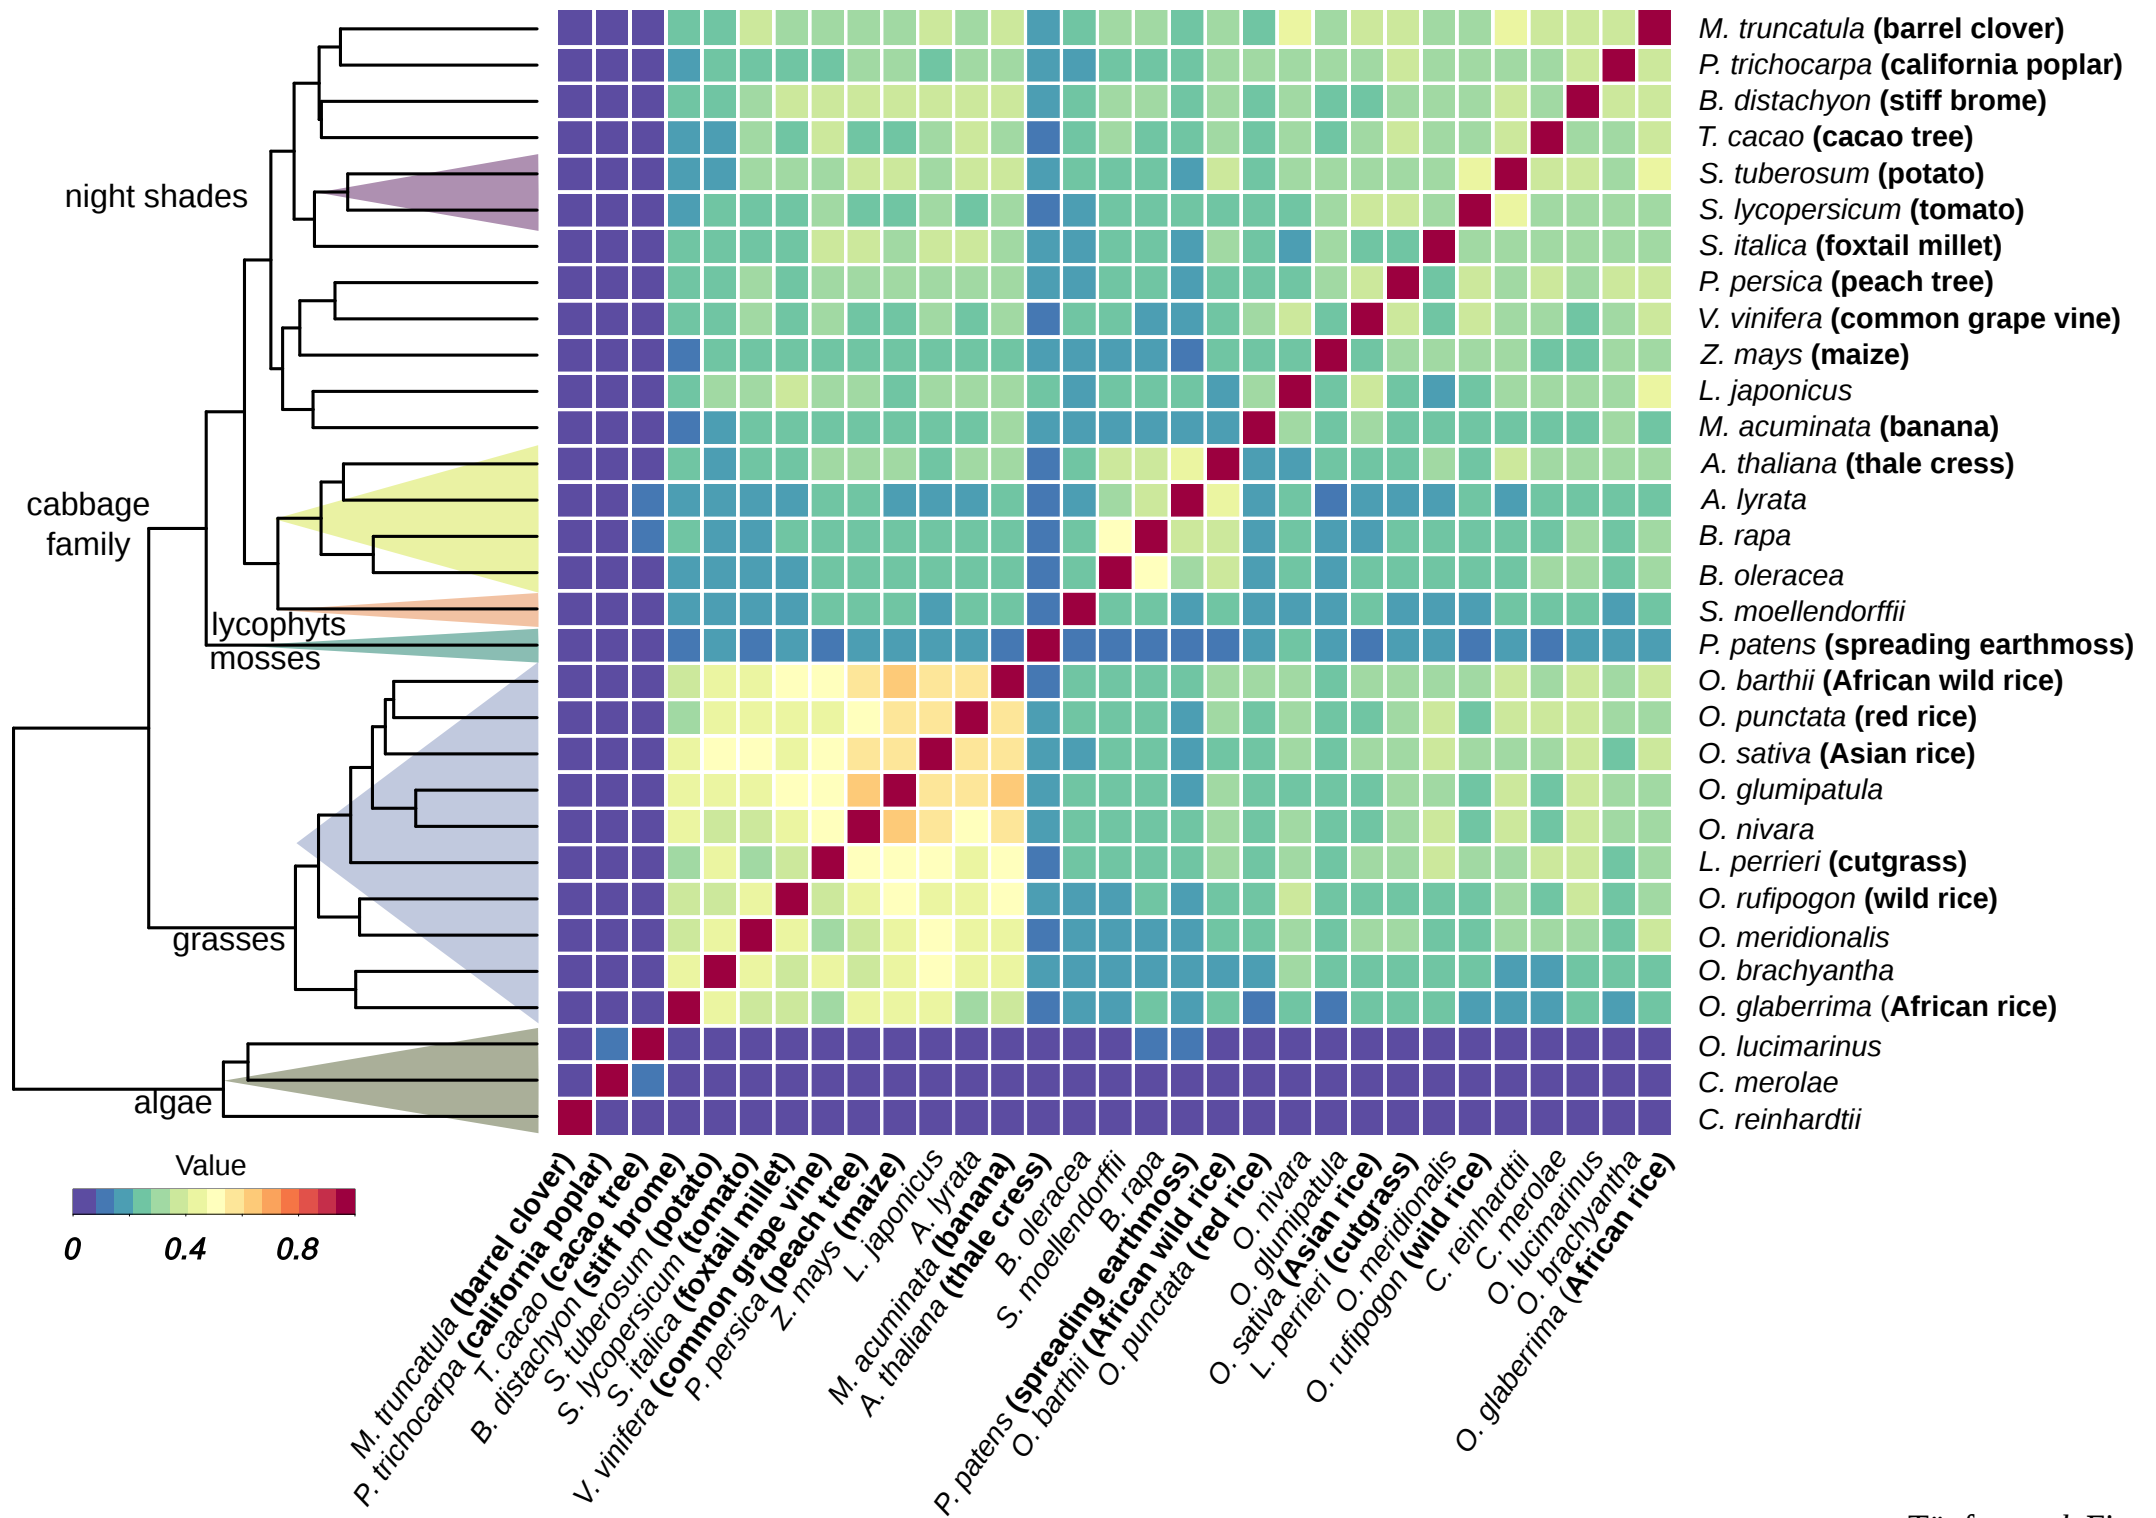 M. truncatula (barrel clover)
P. trichocarpa (california poplar)
B. distachyon (stiff brome)
T. cacao (cacao tree)
night shades
S. tuberosum (potato)
S. lycopersicum (tomato)
S. italica (foxtail millet)
P. persica (peach tree)
V. vinifera (common grape vine)
Z. mays (maize)
L. japonicus
M. acuminata (banana)
A. thaliana (thale cress)
cabbage
family
A. lyrata
B. rapa
B. oleracea
lycophyts
S. moellendorffii
mosses
P. patens (spreading earthmoss)
O. barthii (African wild rice)
O. punctata (red rice)
O. sativa (Asian rice)
O. glumipatula
O. nivara
L. perrieri (cutgrass)
O. rufipogon (wild rice)
grasses
O. meridionalis
O. brachyantha
O. glaberrima (African rice)
O. lucimarinus
C. merolae
algae
C. reinhardtii
Value
0 0.4 0.8
M. truncatula (barrel clover)
P. trichocarpa (california poplar)
T. cacao (cacao tree)
B. distachyon (stiff brome)
S. tuberosum (potato)
S. lycopersicum (tomato)
S. italica (foxtail millet)
V. vinifera (common grape vine)
P. persica (peach tree)
Z. mays (maize)
L. japonicus
A. lyrata
M. acuminata (banana)
A. thaliana (thale cress)
B. oleracea
S. moellendorffii
B. rapa
P. patens (spreading earthmoss)
O. barthii (African wild rice)
O. punctata (red rice)
O. nivara
O. glumipatula
O. sativa (Asian rice)
L. perrieri (cutgrass)
O. meridionalis
O. rufipogon (wild rice)
C. reinhardtii
C. merolae
O. lucimarinus
O. brachyantha
O. glaberrima (African rice)